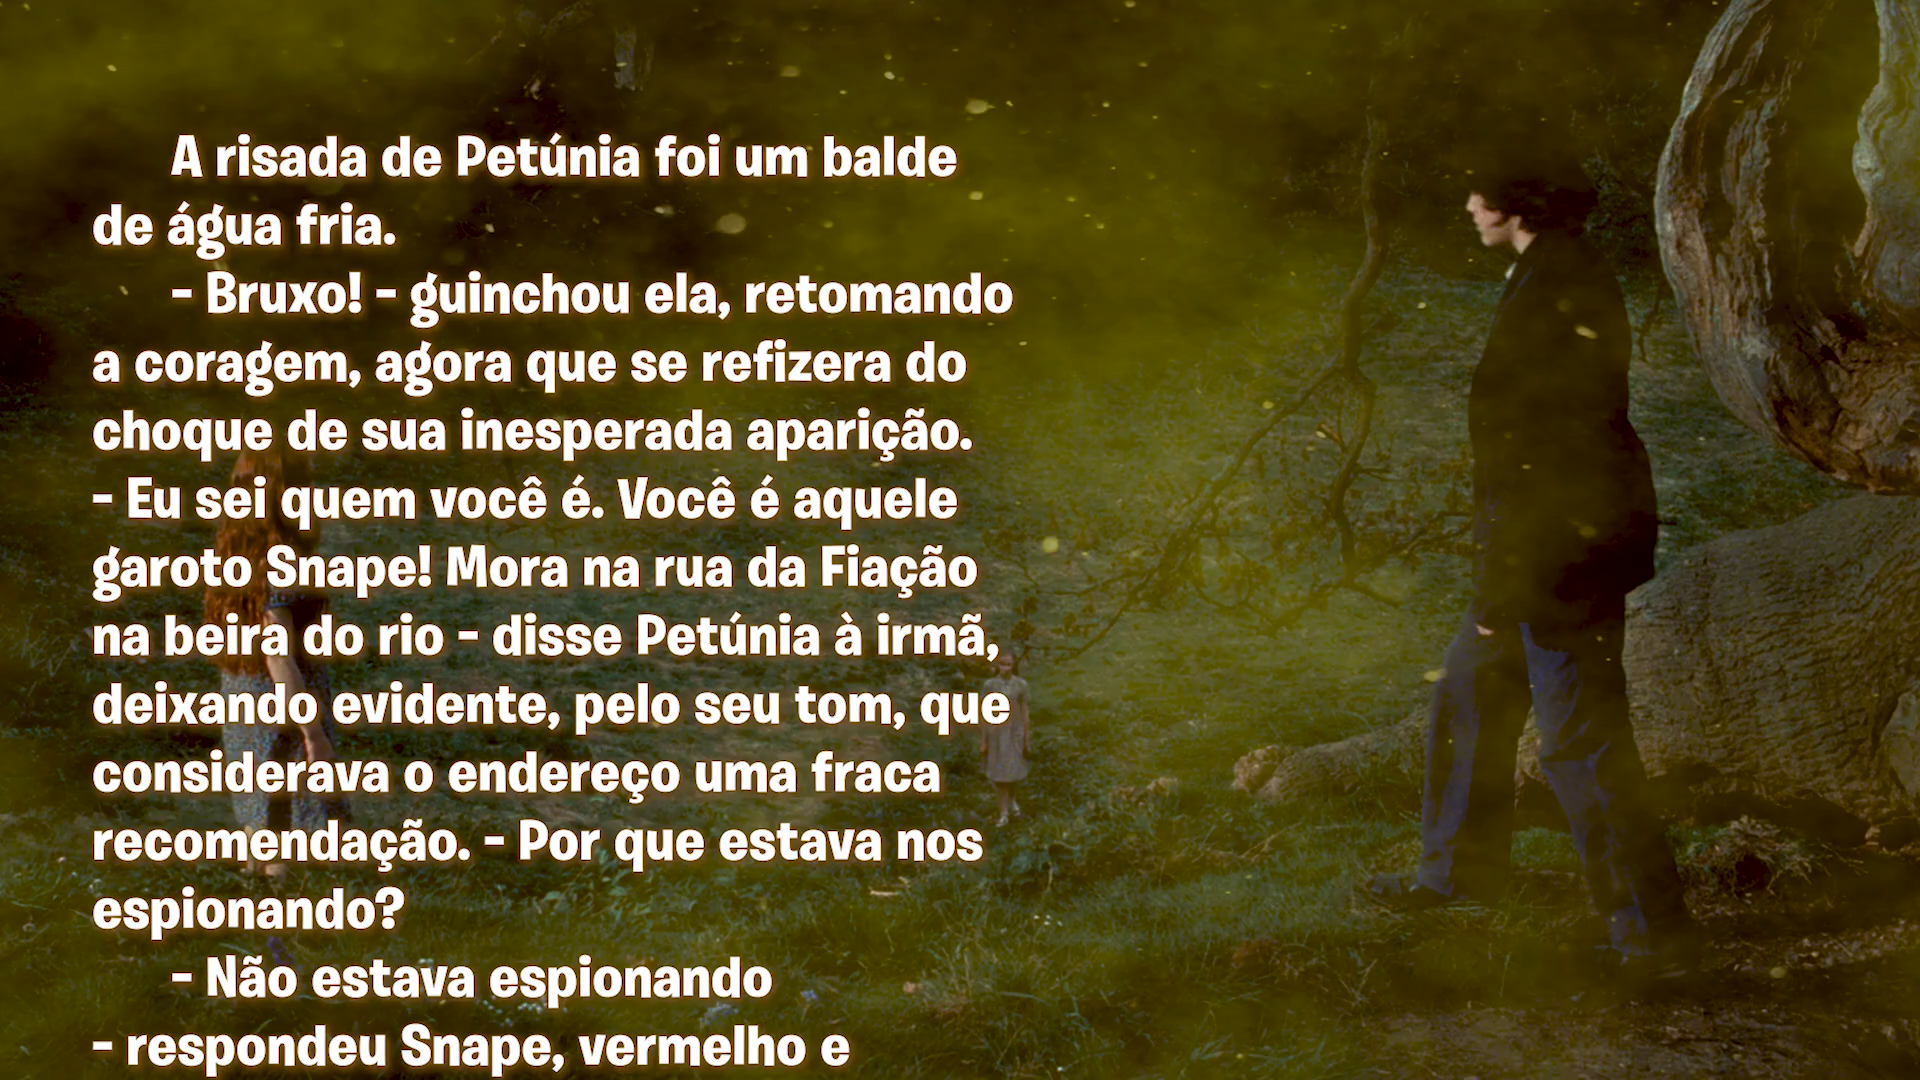 A risada de Petúnia foi um balde
de água fria.
- Bruxo! - guinchou ela, retomando
a coragem, agora que se refizera do
choque de sua inesperada aparição.
- Eu sei quem você é. Você é aquele
garoto Snape! Mora na rua da Fiação
na beira do rio - disse Petúnia à irmã,
deixando evidente, pelo seu tom, que
considerava o endereço uma fraca
recomendação. - Por que estava nos
espionando?
- Não estava espionando
- respondeu Snape, vermelho e